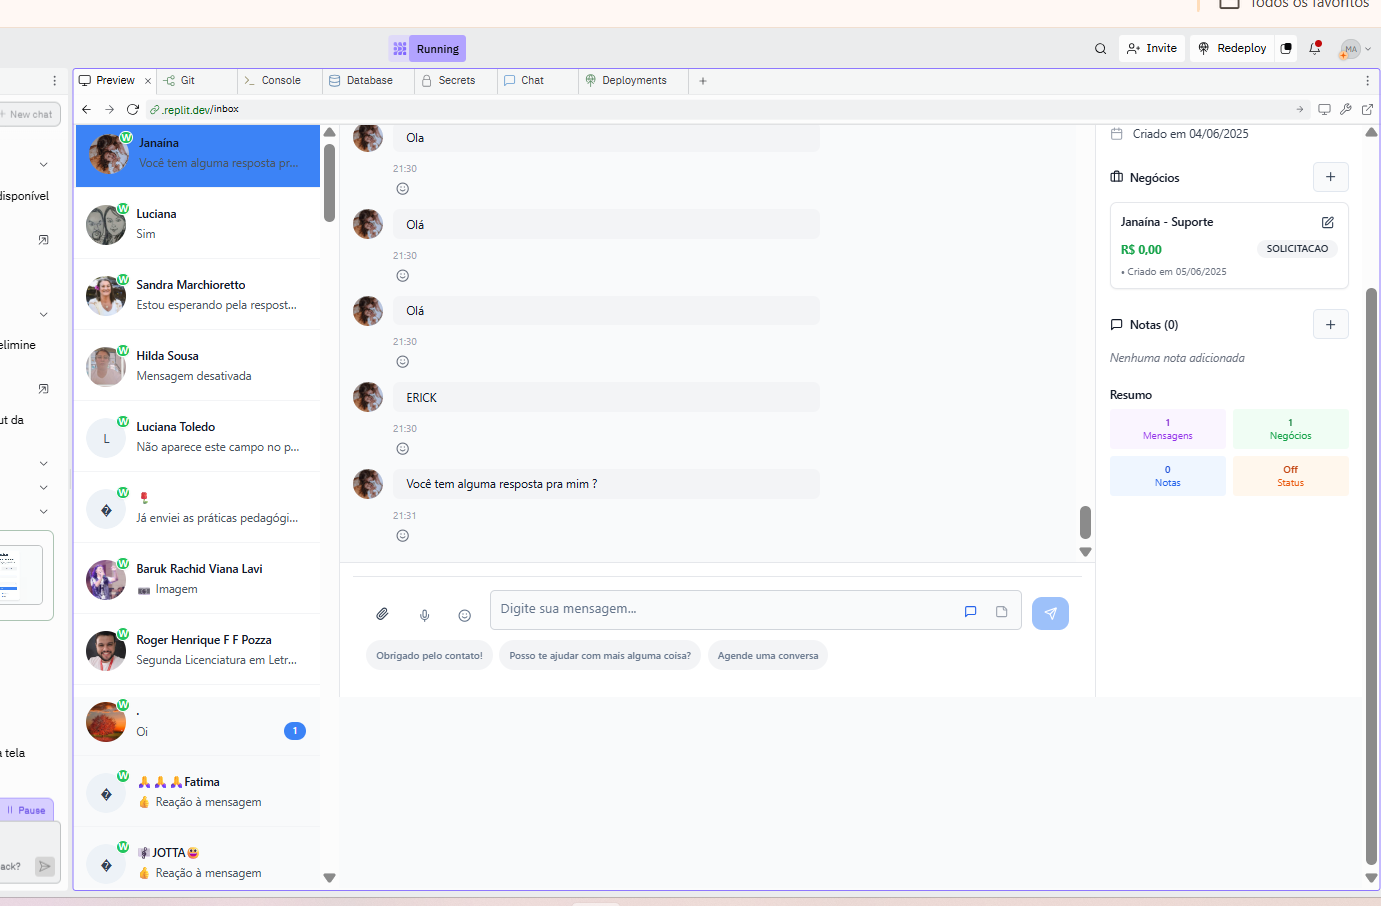 Todos os favoritos
Running
Invite
Redeploy
MA
Preview
Git
Console
Database
Secrets
Chat
Deployments
.replit.dev/inbox
New chat
disponível
elimine
ut da
a tela
Pause
ack?
Janaína
Você tem alguma resposta pr...
Luciana
Sim
Sandra Marchioretto
Estou esperando pela respost...
Hilda Sousa
Mensagem desativada
L
Luciana Toledo
Não aparece este campo no p...
🌹
Já enviei as práticas pedagógi...
Baruk Rachid Viana Lavi
📷 Imagem
Roger Henrique F F Pozza
Segunda Licenciatura em Letr...
.
Oi
1
🙏🙏🙏Fatima
👍 Reação à mensagem
🎼JOTTA😀
👍 Reação à mensagem
Ola
21:30
Olá
21:30
Olá
21:30
ERICK
21:30
Você tem alguma resposta pra mim ?
21:31
Digite sua mensagem...
Obrigado pelo contato!
Posso te ajudar com mais alguma coisa?
Agende uma conversa
Criado em 04/06/2025
Negócios
Janaína - Suporte
R$ 0,00
SOLICITACAO
• Criado em 05/06/2025
Notas (0)
Nenhuma nota adicionada
Resumo
1
Mensagens
1
Negócios
0
Notas
Off
Status